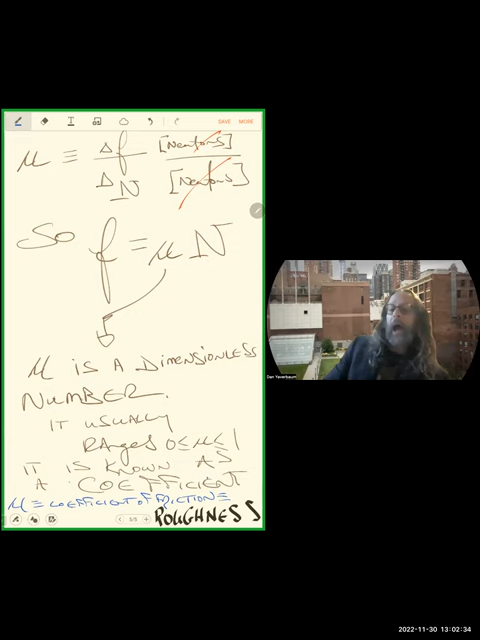 SAVE MORE
μ ≡ Δf / ΔN [Newtons] / [Newtons]
So f = μN
μ IS A DIMENSIONLESS
NUMBER.
IT USUALLY
RANGES 0 ≤ μ ≤ 1
IT IS KNOWN AS
A COEFFICIENT
μ ≡ COEFFICIENT OF FRICTION ≡
ROUGHNESS
Dan Yaverbaum
2022-11-30 13:02:34